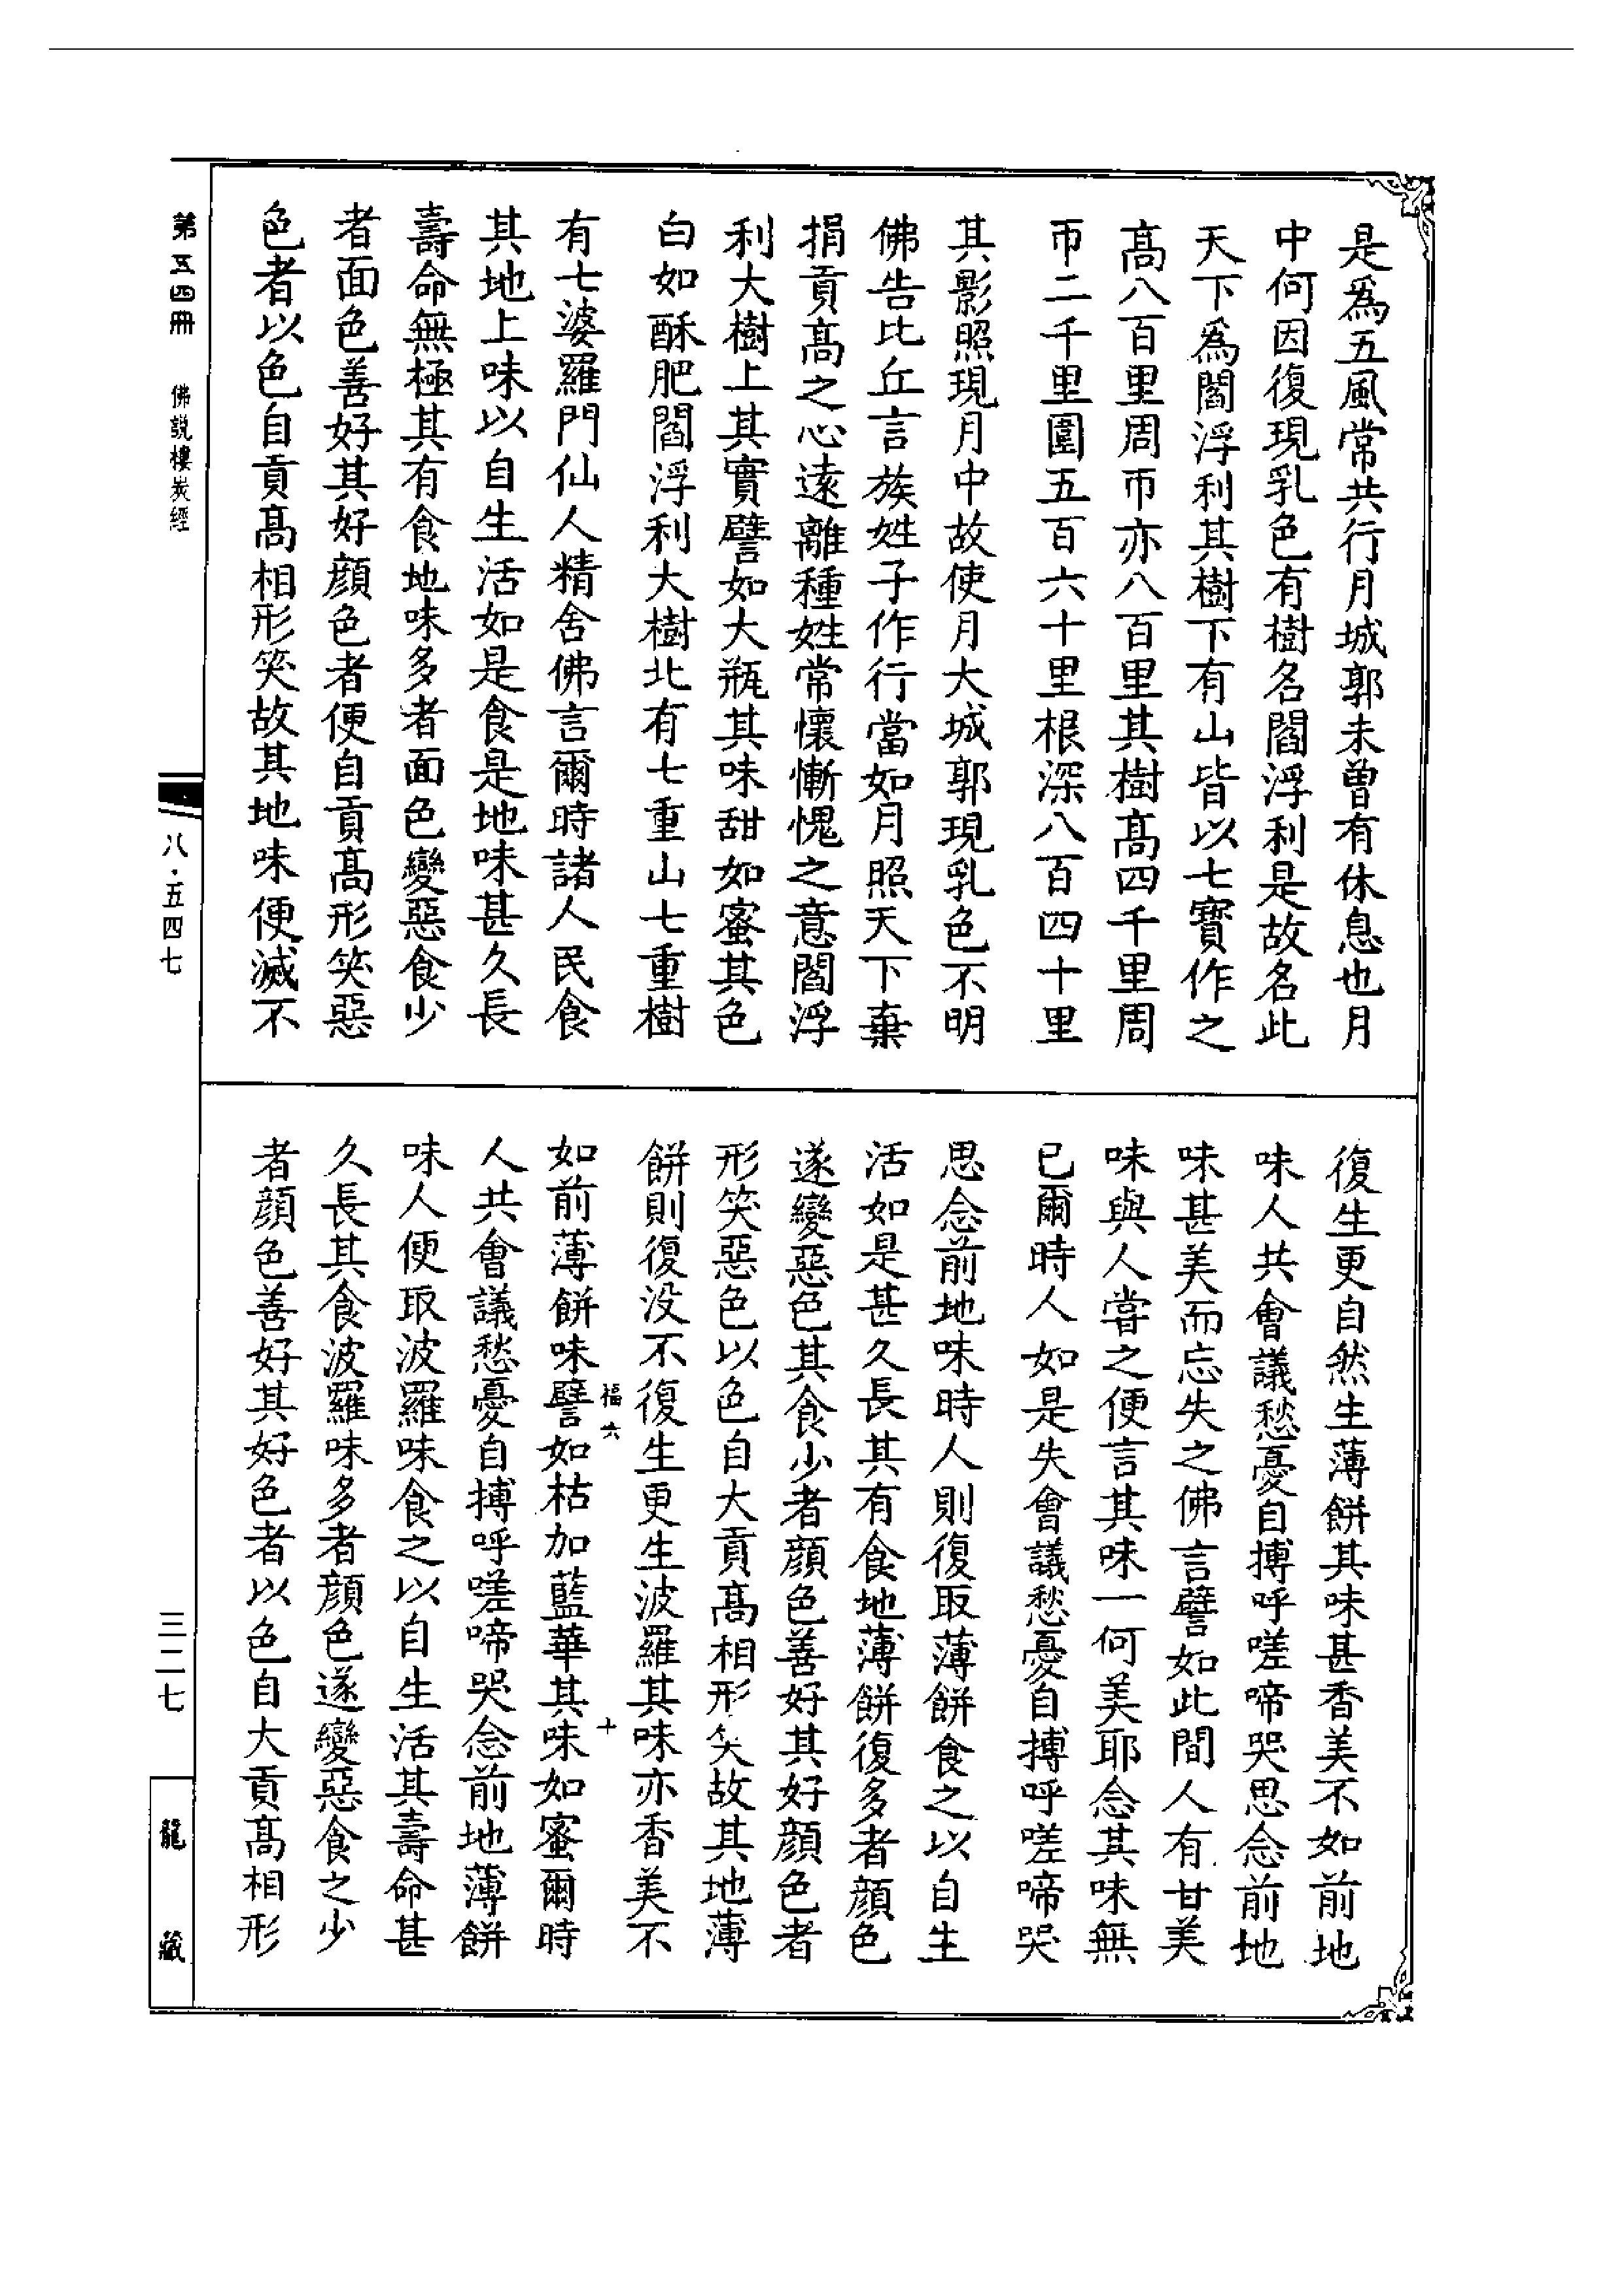 是爲五風常共行月城郭未曾有休息也月
中何因復現乳色有樹名閻浮利是故名此
天下爲閻浮利其樹下有山皆以七寶作之
髙八百里周帀亦八百里其樹髙四千里周
帀二千里圍五百六十里根深八百四十里
其影照現月中故使月大城郭現乳色不明
佛告比丘言族姓子作行當如月照天下棄
捐貢髙之心遠離種姓常懷慚愧之意閻浮
利大樹上其實譬如大瓶其味甜如蜜其色
白如酥肥閻浮利大樹北有七重山七重樹
有七婆羅門仙人精舍佛言爾時諸人民食
其地上味以自生活如是食是地味甚久長
壽命無極其有食地味多者面色變惡食少
者面色善好其好顔色者便自貢髙形笑惡
色者以色自貢髙相形笑故其地味便滅不
復生更自然生薄餅其味甚香美不如前地
味人共會議愁憂自搏呼嗟啼哭思念前地
味甚美而忘失之佛言譬如此間人有甘美
味與人嘗之便言其味一何美耶念其味無
已爾時人如是失會議愁憂自搏呼嗟啼哭
思念前地味時人則復取薄餅食之以自生
活如是甚久長其有食地薄餅復多者顔色
遂變惡色其食少者顔色善好其好顔色者
形笑惡色以色自大貢髙相形笑故其地薄
餅則復没不復生更生波羅其味亦香美不
福六　十
如前薄餅味譬如枯加藍華其味如蜜爾時
人共會議愁憂自搏呼嗟啼哭念前地薄餅
味人便取波羅味食之以自生活其壽命甚
久長其食波羅味多者顔色遂變惡食之少
者顔色善好其好色者以色自大貢髙相形
第五四冊　佛説樓炭經
八·五四七
三二七
龍藏